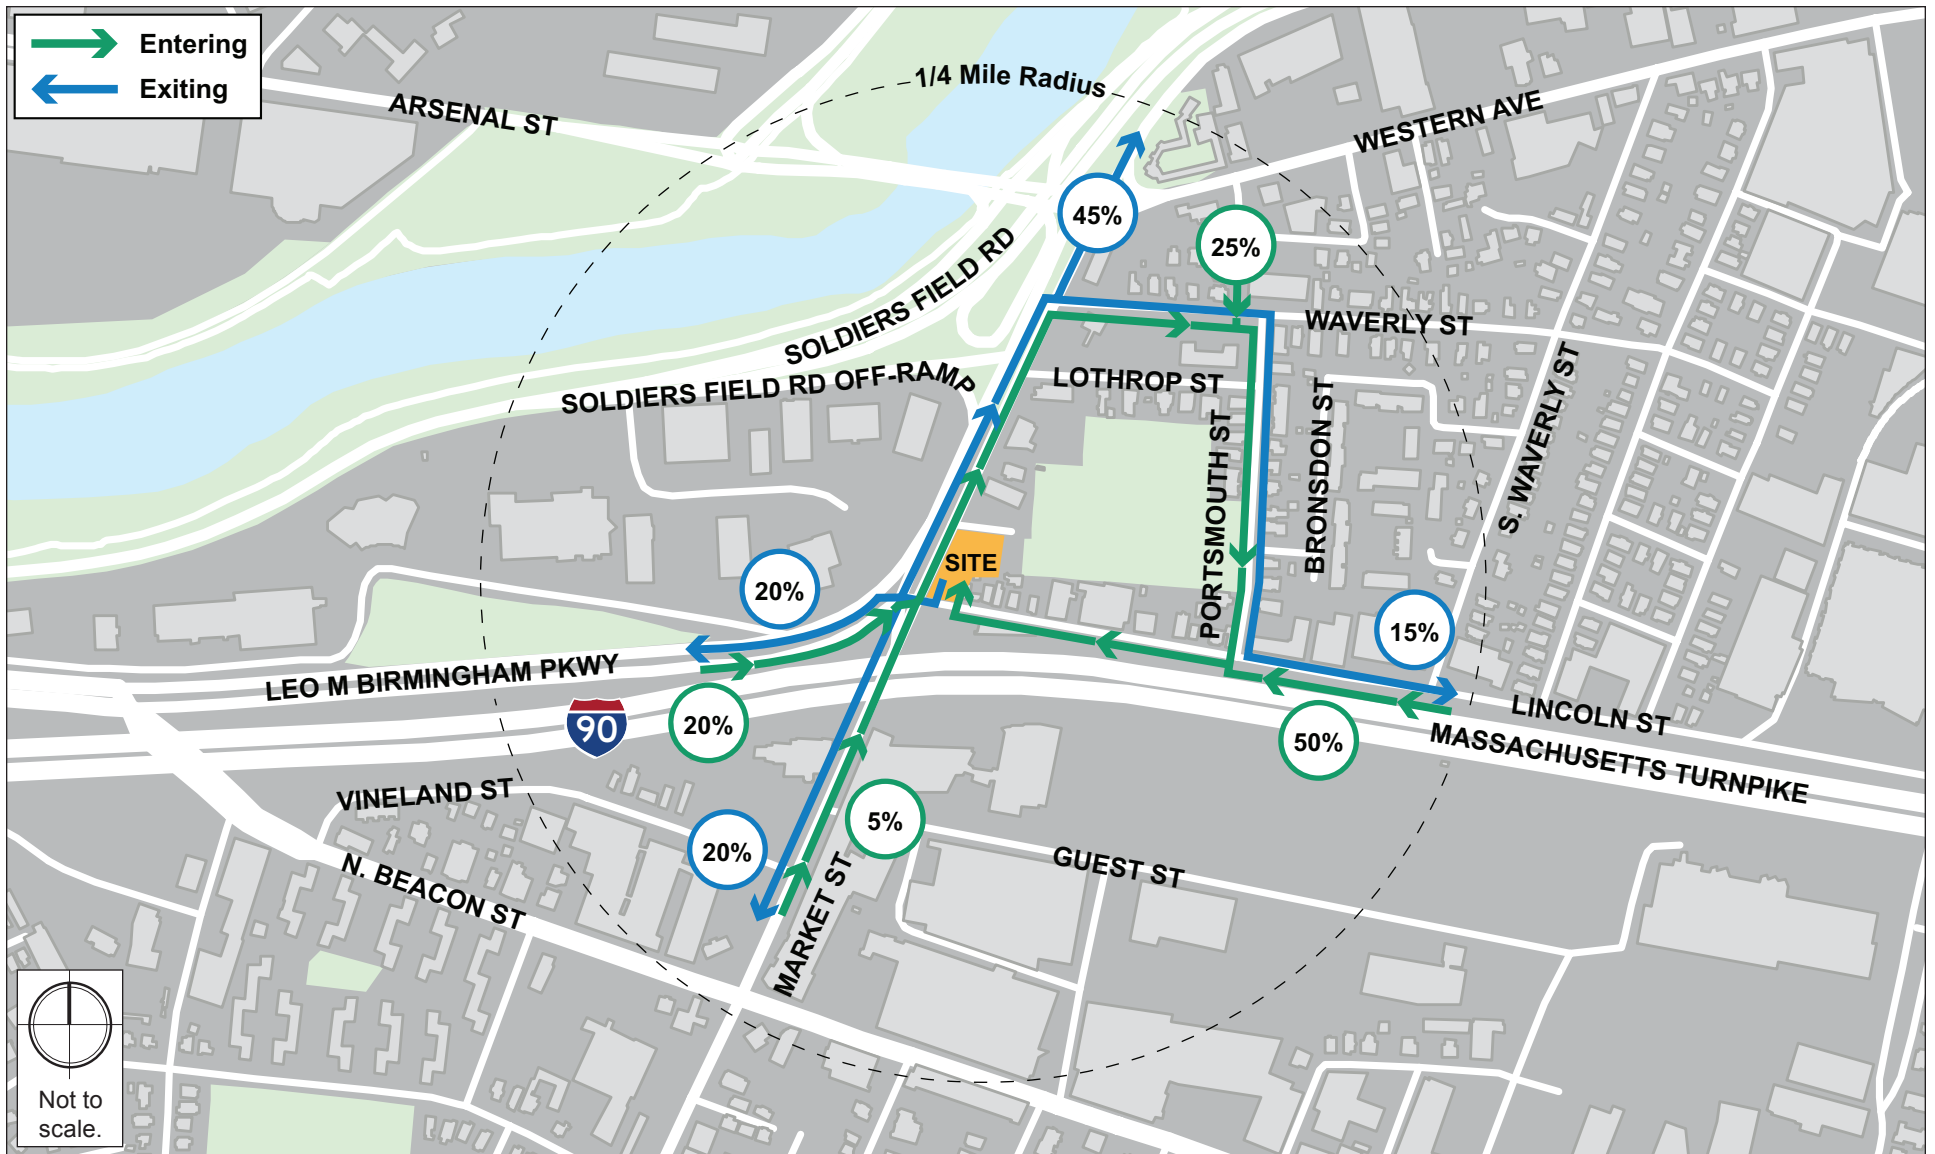 Entering
Exiting
1/4 Mile Radius
ARSENAL ST
WESTERN AVE
45%
25%
SOLDIERS FIELD RD
WAVERLY ST
SOLDIERS FIELD RD OFF-RAMP
LOTHROP ST
PORTSMOUTH ST
BRONSDON ST
S. WAVERLY ST
SITE
20%
15%
LEO M BIRMINGHAM PKWY
90
20%
50%
LINCOLN ST
MASSACHUSETTS TURNPIKE
VINELAND ST
5%
20%
MARKET ST
GUEST ST
N. BEACON ST
Not to
scale.